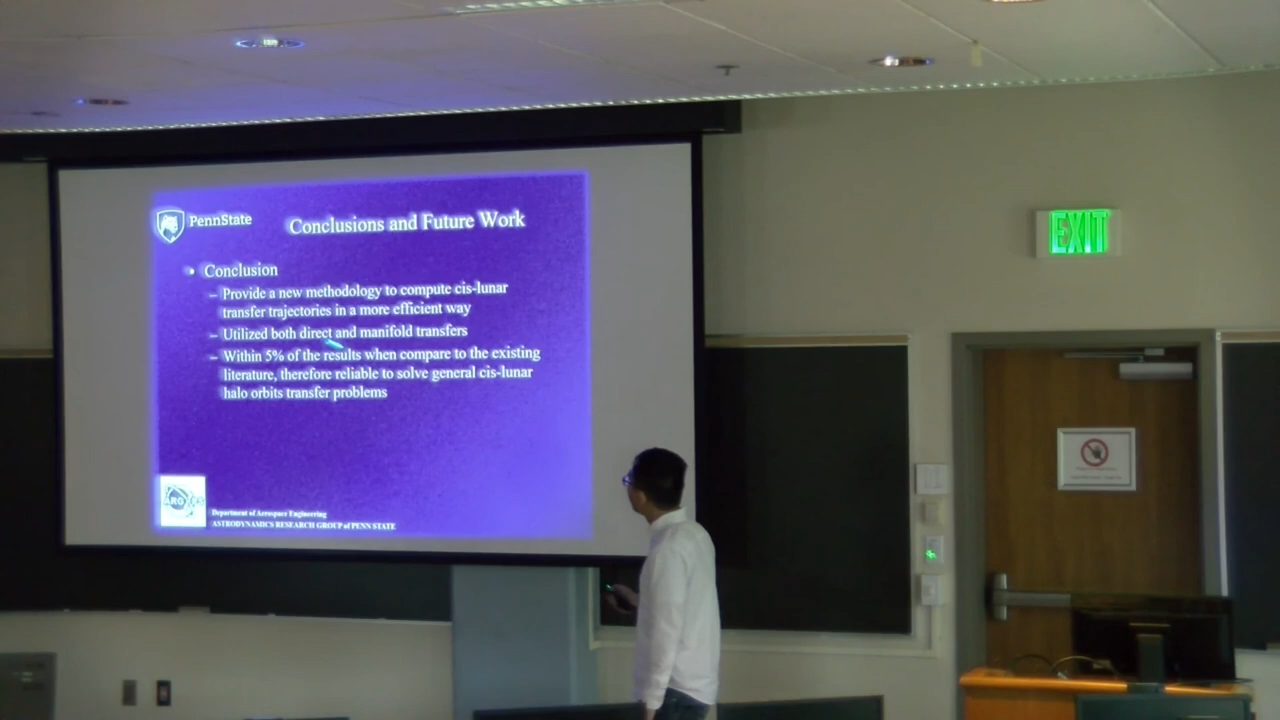 PennState
Conclusions and Future Work
• Conclusion
– Provide a new methodology to compute cis-lunar
transfer trajectories in a more efficient way
– Utilized both direct and manifold transfers
– Within 5% of the results when compare to the existing
literature, therefore reliable to solve general cis-lunar
halo orbits transfer problems
Department of Aerospace Engineering
ASTRODYNAMICS RESEARCH GROUP of PENN STATE
EXIT